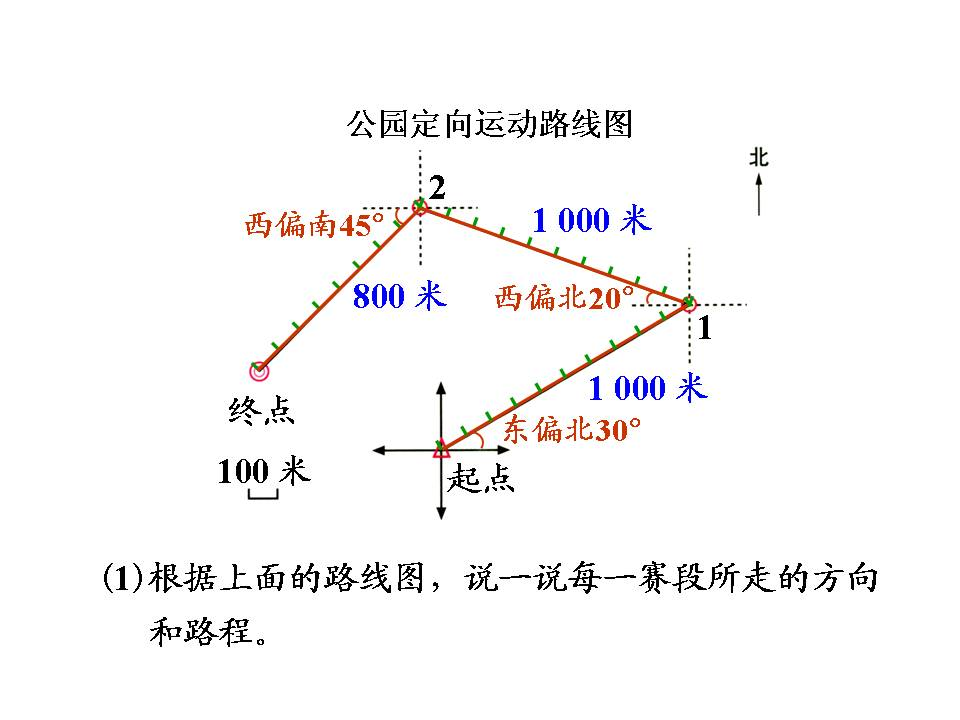 公园定向运动路线图
北
2
西偏南45°
1 000 米
800 米
西偏北20°
1
1 000 米
终点
东偏北30°
100 米
起点
(1)根据上面的路线图，说一说每一赛段所走的方向
和路程。